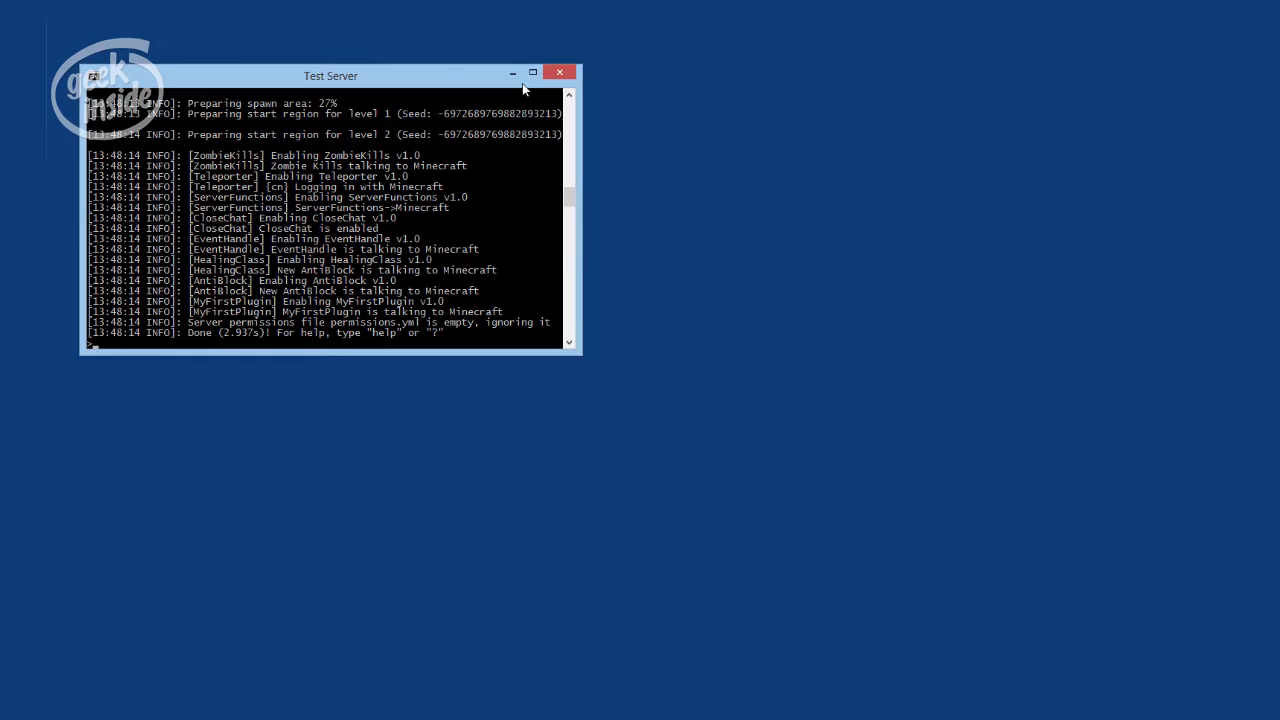 geek
inside
Test Server
[13:48:13 INFO]: Preparing spawn area: 27%
[13:48:13 INFO]: Preparing start region for level 1 (Seed: -6972689769882893213)
[13:48:14 INFO]: Preparing start region for level 2 (Seed: -6972689769882893213)
[13:48:14 INFO]: [ZombieKills] Enabling ZombieKills v1.0
[13:48:14 INFO]: [ZombieKills] Zombie Kills talking to Minecraft
[13:48:14 INFO]: [Teleporter] Enabling Teleporter v1.0
[13:48:14 INFO]: [Teleporter] {cn} Logging in with Minecraft
[13:48:14 INFO]: [ServerFunctions] Enabling ServerFunctions v1.0
[13:48:14 INFO]: [ServerFunctions] ServerFunctions->Minecraft
[13:48:14 INFO]: [CloseChat] Enabling CloseChat v1.0
[13:48:14 INFO]: [CloseChat] CloseChat is enabled
[13:48:14 INFO]: [EventHandle] Enabling EventHandle v1.0
[13:48:14 INFO]: [EventHandle] EventHandle is talking to Minecraft
[13:48:14 INFO]: [HealingClass] Enabling HealingClass v1.0
[13:48:14 INFO]: [HealingClass] New AntiBlock is talking to Minecraft
[13:48:14 INFO]: [AntiBlock] Enabling AntiBlock v1.0
[13:48:14 INFO]: [AntiBlock] New AntiBlock is talking to Minecraft
[13:48:14 INFO]: [MyFirstPlugin] Enabling MyFirstPlugin v1.0
[13:48:14 INFO]: [MyFirstPlugin] MyFirstPlugin is talking to Minecraft
[13:48:14 INFO]: Server permissions file permissions.yml is empty, ignoring it
[13:48:14 INFO]: Done (2.937s)! For help, type "help" or "?"
>_